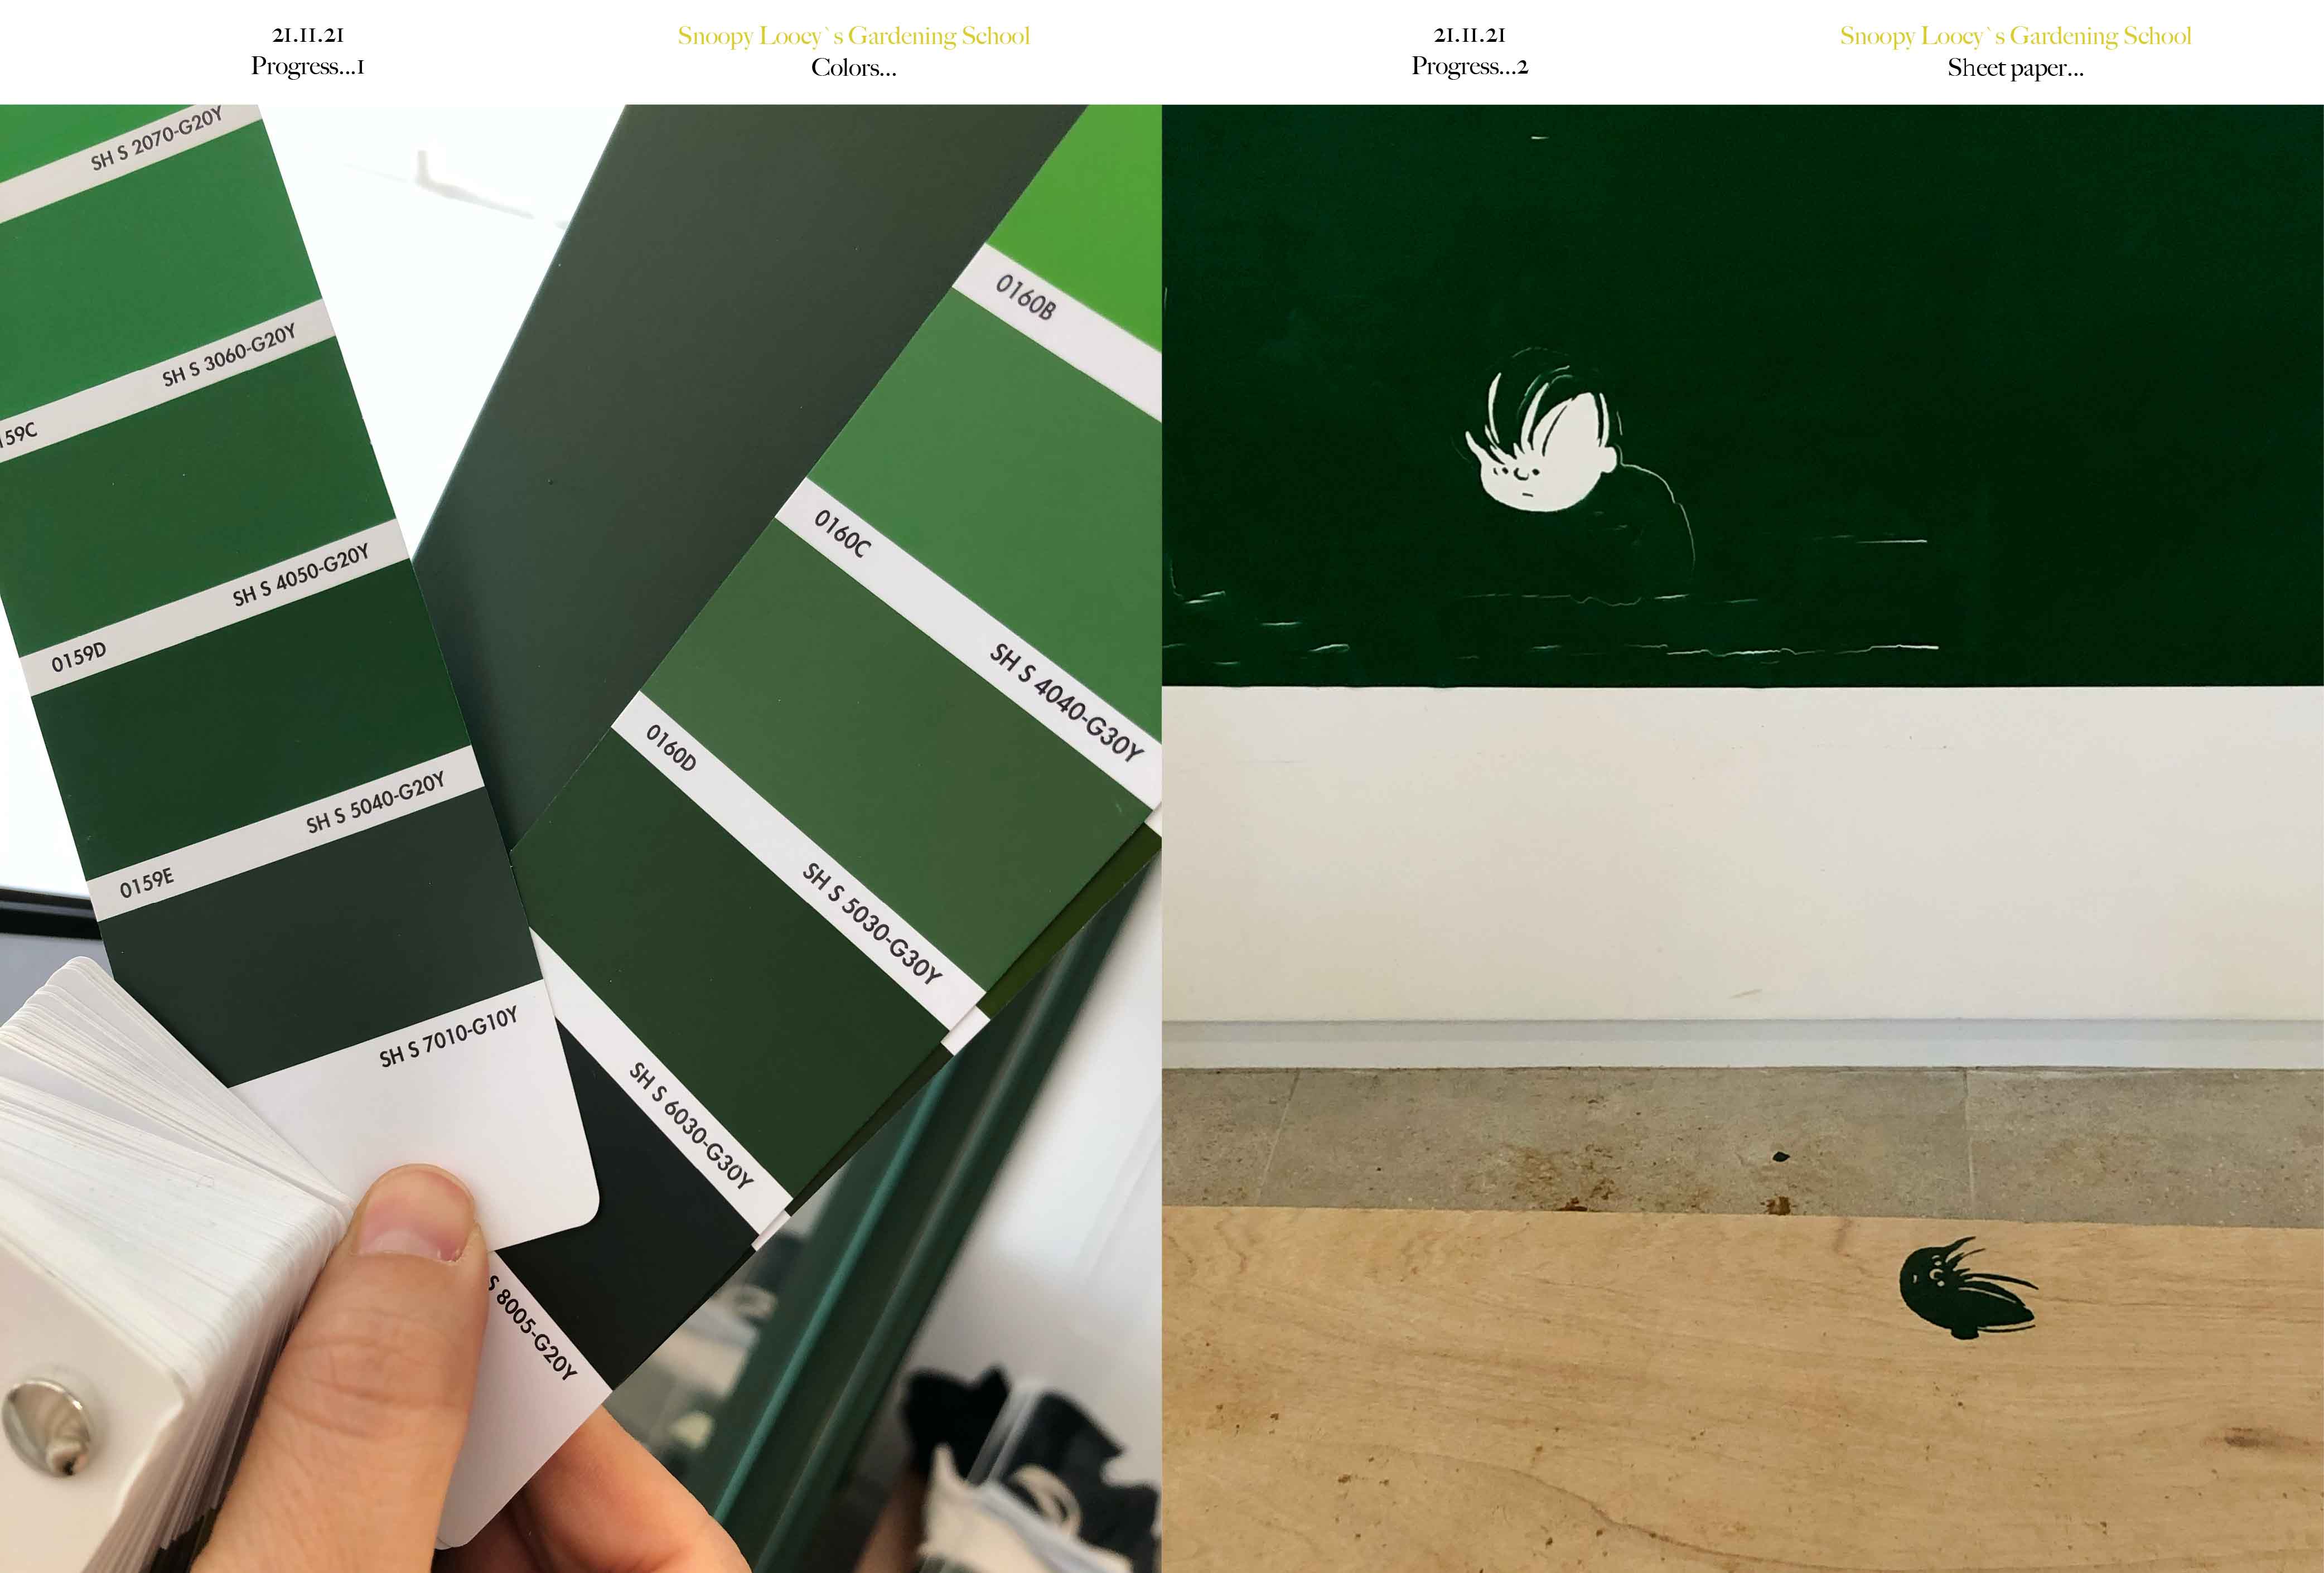 21.11.21
Progress...1
Snoopy Looey`s Gardening School
Colors...
21.11.21
Progress...2
Snoopy Looey`s Gardening School
Sheet paper...
SH S 2070-G20Y
SH S 3060-G20Y
159C
SH S 4050-G20Y
0159D
SH S 5040-G20Y
0159E
SH S 7010-G10Y
0160B
0160C
SH S 4040-G30Y
0160D
SH S 5030-G30Y
SH S 6030-G30Y
S 8005-G20Y